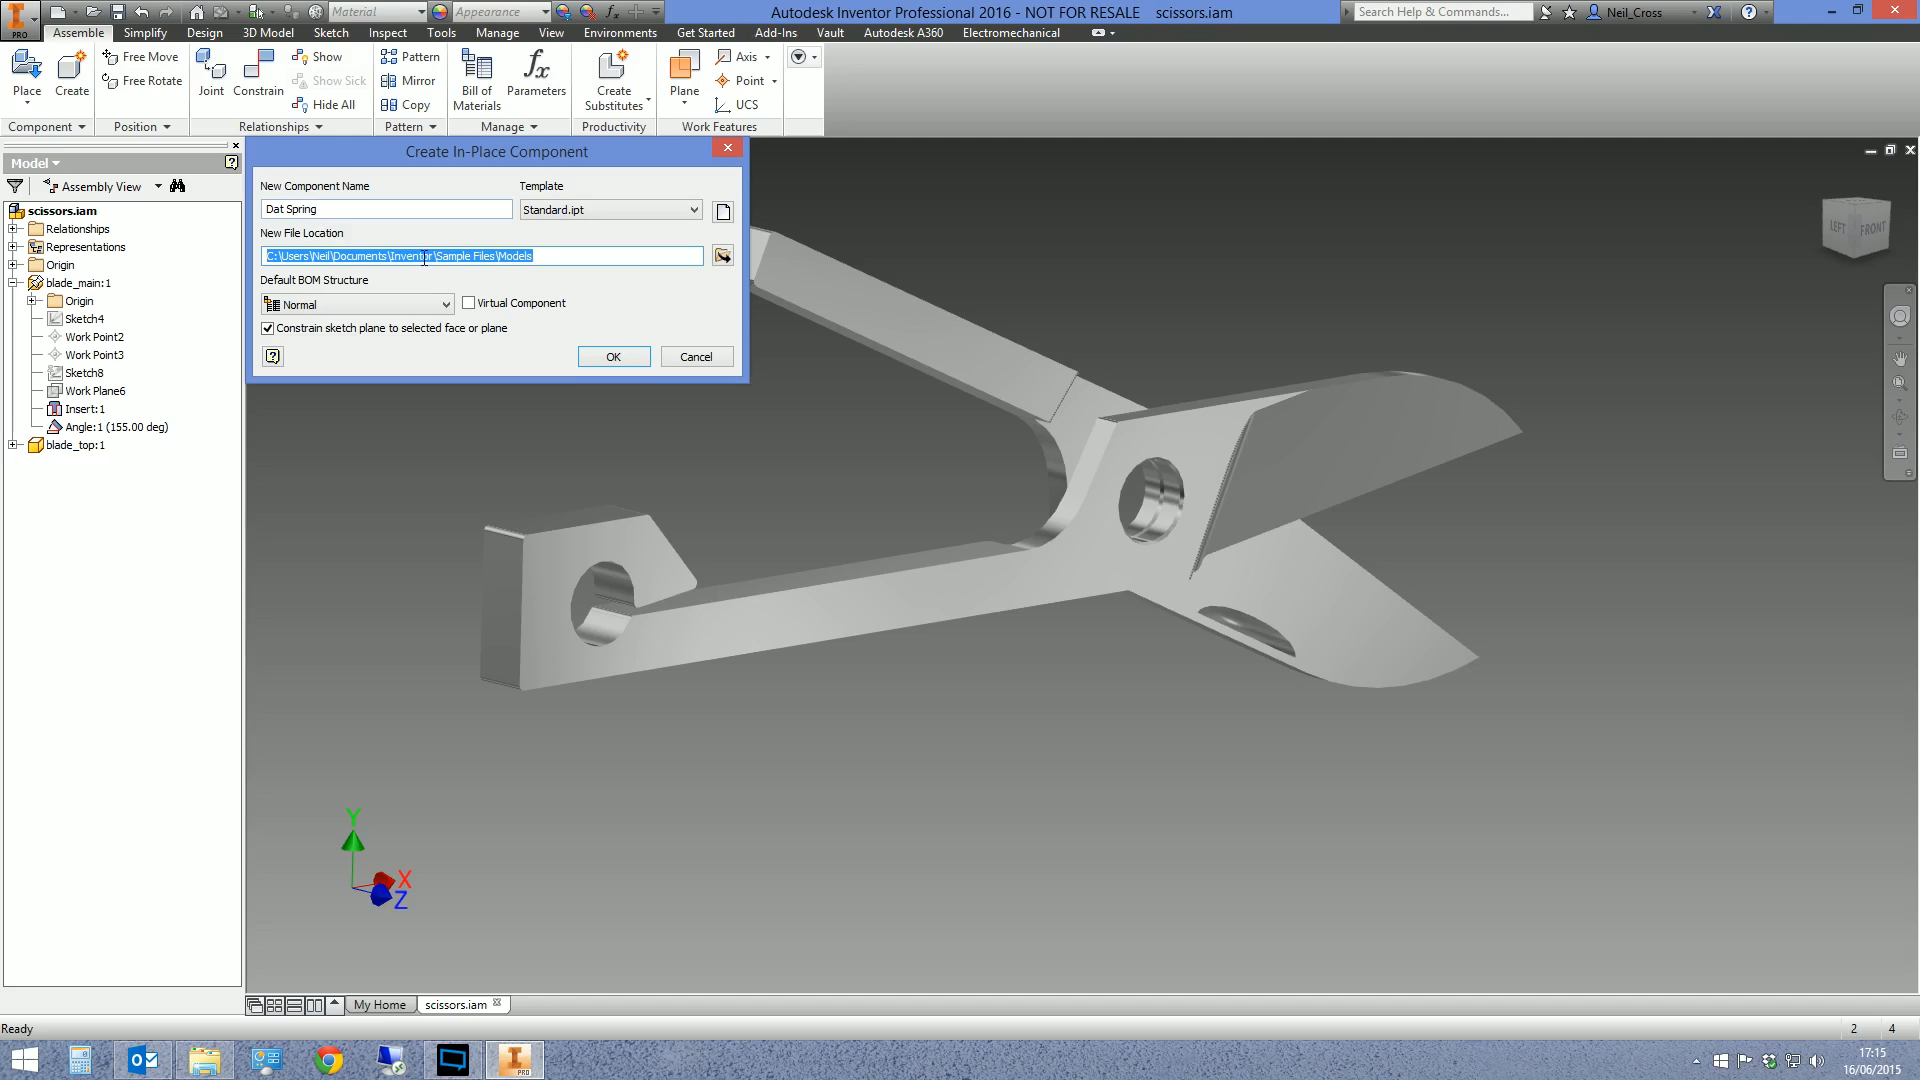 Material
Appearance
Autodesk Inventor Professional 2016 - NOT FOR RESALE scissors.iam
Search Help & Commands...
Neil_Cross
PRO
Assemble Simplify Design 3D Model Sketch Inspect Tools Manage View Environments Get Started Add-Ins Vault Autodesk A360 Electromechanical
Place
Create
Free Move
Free Rotate
Joint
Constrain
Show
Show Sick
Hide All
Pattern
Mirror
Copy
Bill of
Materials
Parameters
Create
Substitutes
Plane
Axis
Point
UCS
Component
Position
Relationships
Pattern
Manage
Productivity
Work Features
Model
Assembly View
scissors.iam
Relationships
Representations
Origin
blade_main:1
Origin
Sketch4
Work Point2
Work Point3
Sketch8
Work Plane6
Insert:1
Angle:1 (155.00 deg)
blade_top:1
Create In-Place Component
New Component Name
Template
Dat Spring
Standard.ipt
New File Location
C:\Users\Neil\Documents\Inventor\Sample Files\Models
Default BOM Structure
Normal
Virtual Component
Constrain sketch plane to selected face or plane
OK
Cancel
LEFT
FRONT
Y
X
Z
My Home
scissors.iam
Ready
2 4
PRO
17:15
16/06/2015